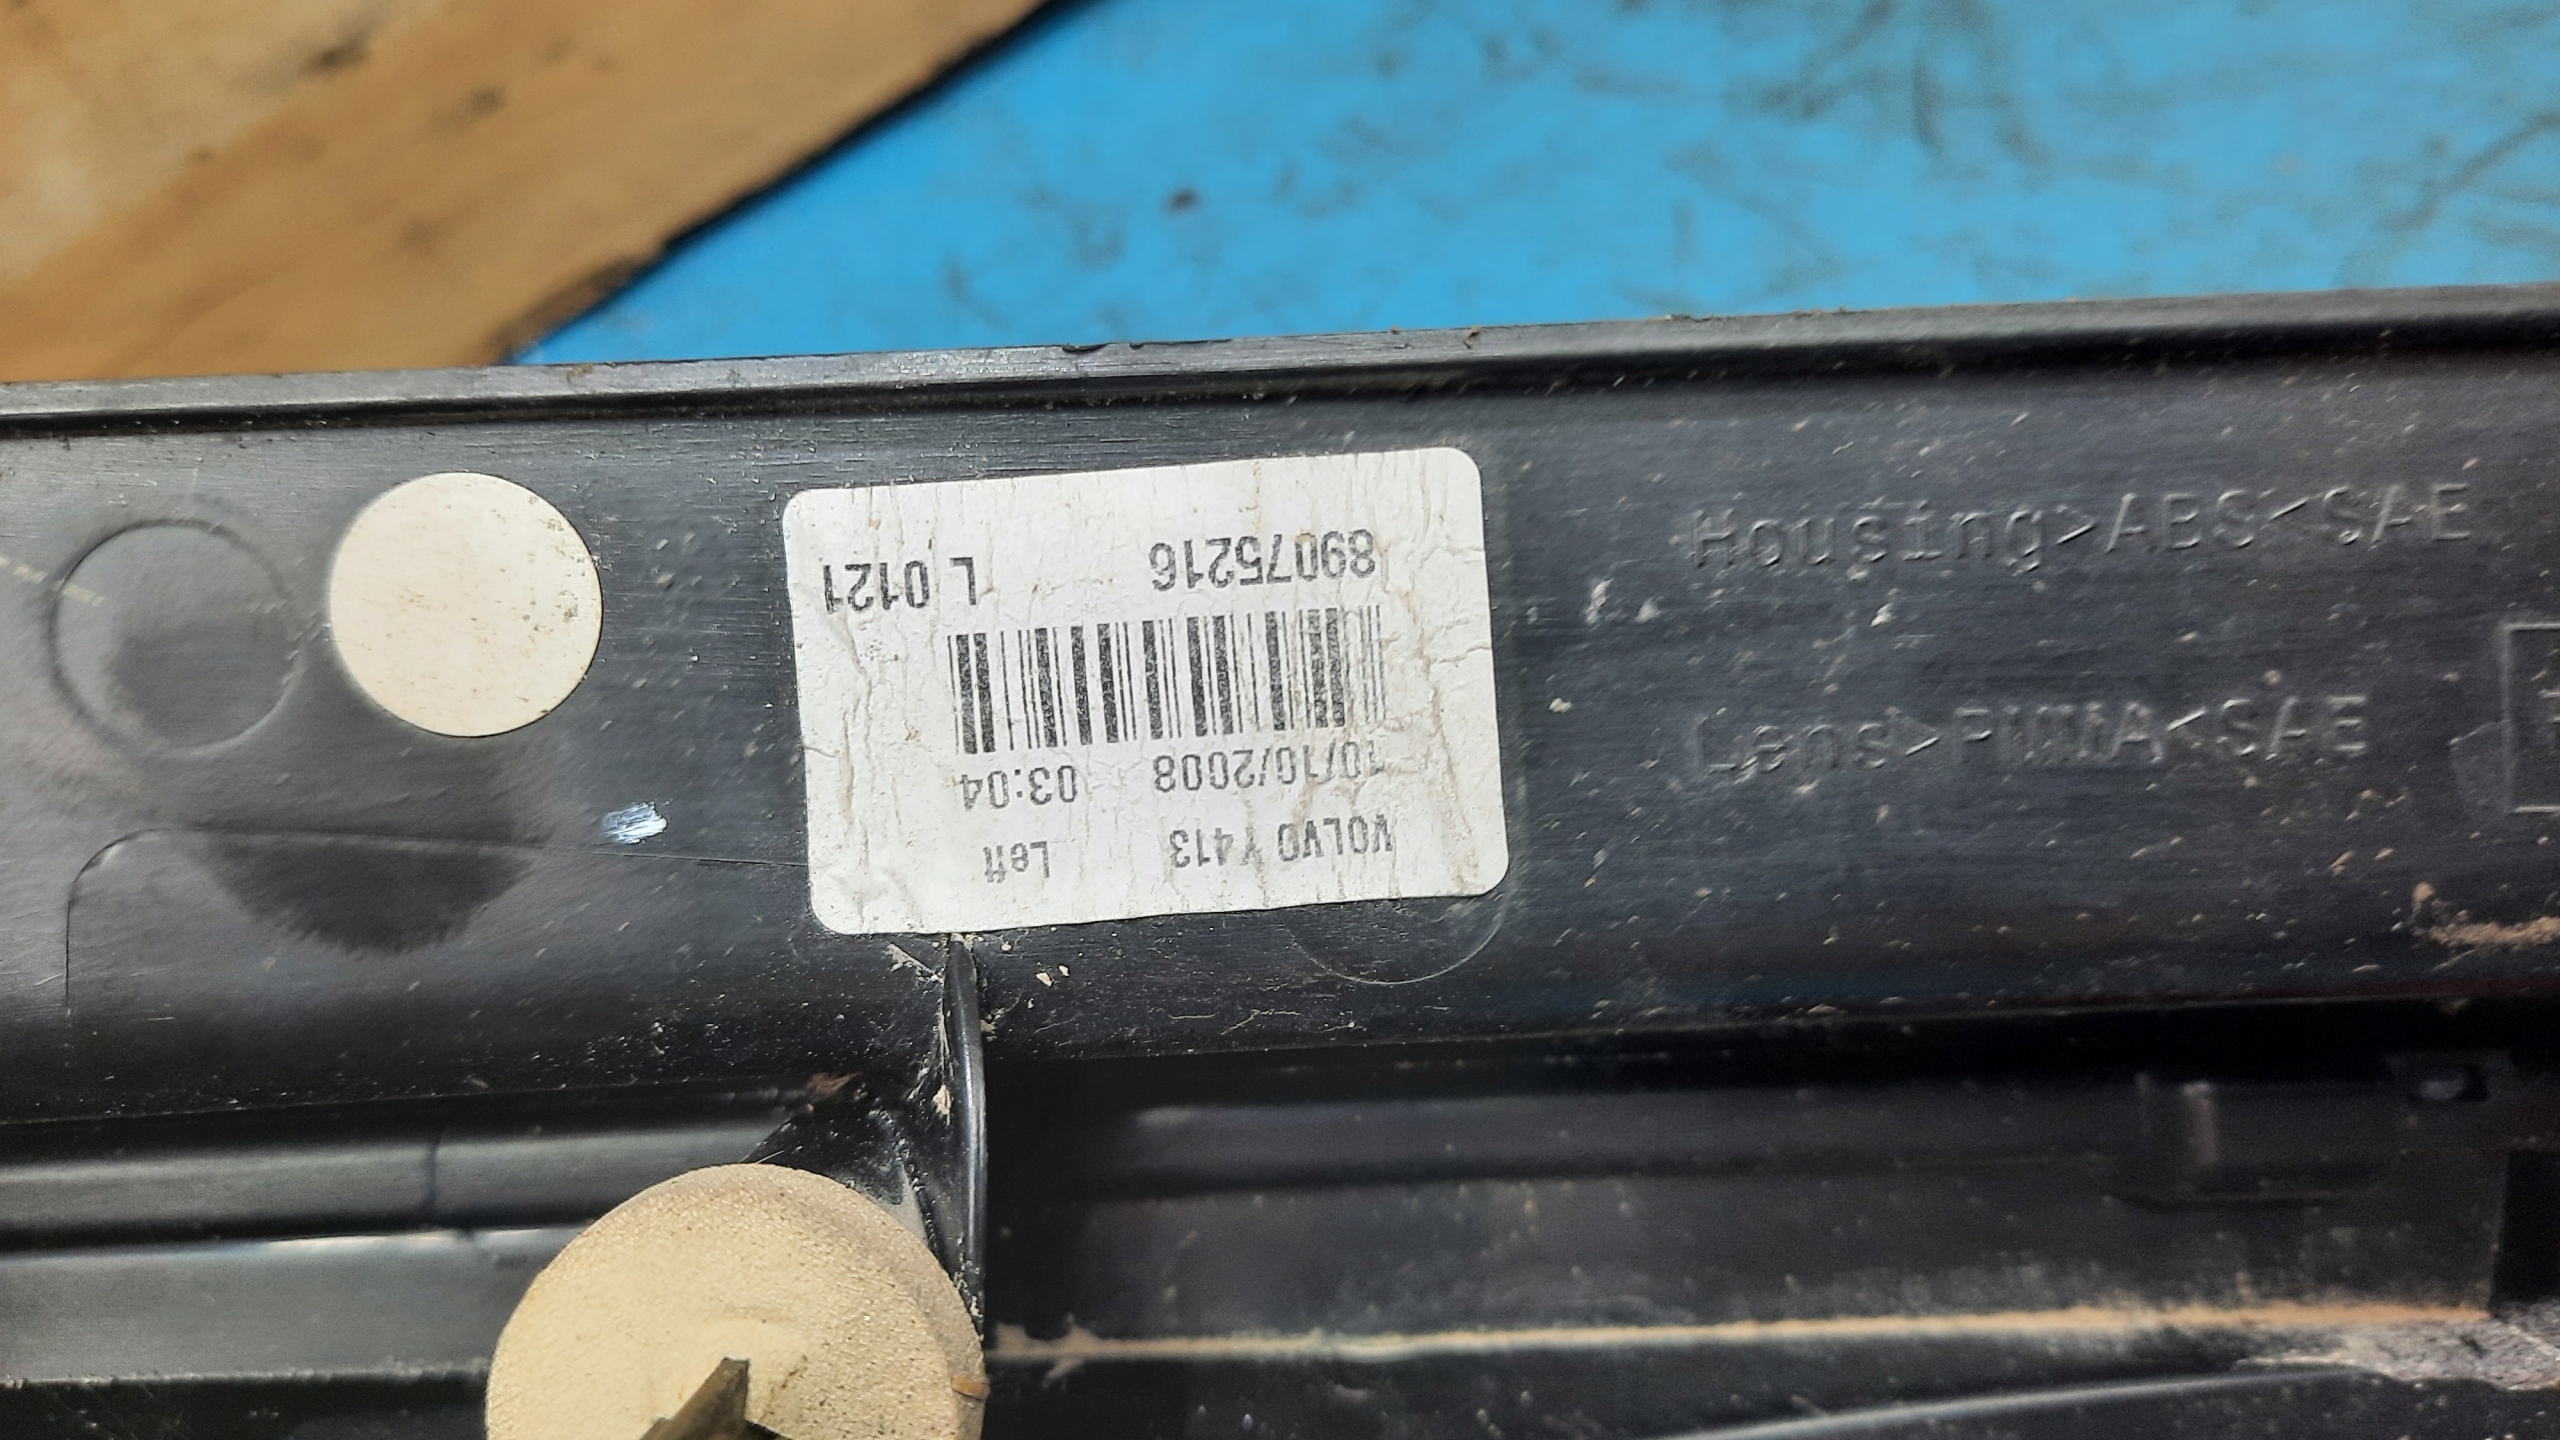 VOLVO Y413 Left
10/10/2008 03:04
89075216 L 0121
Housing>ABS<SAE
Lens>PMMA<SAE